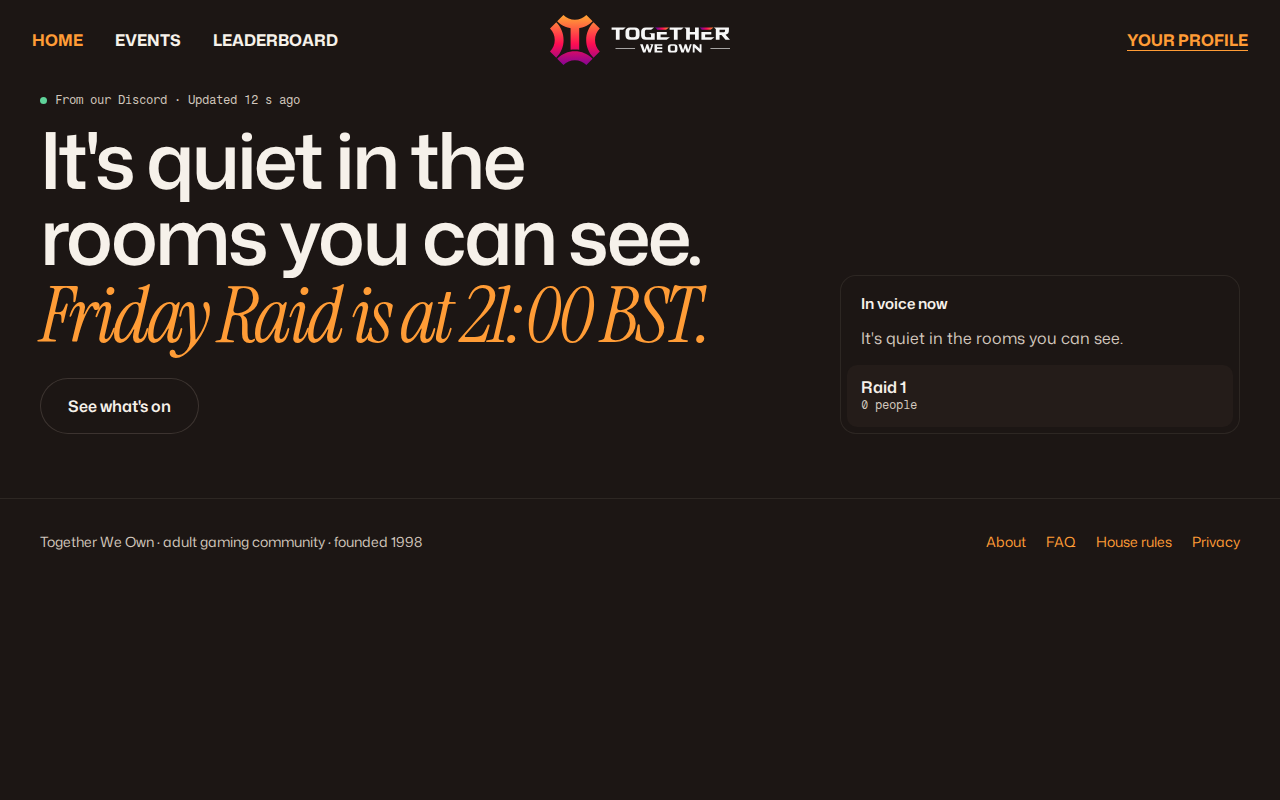 HOME EVENTS LEADERBOARD
TOGETHER
WE OWN
YOUR PROFILE
From our Discord · Updated 12 s ago
It's quiet in the
rooms you can see.
Friday Raid is at 21:00 BST.
See what's on
In voice now
It's quiet in the rooms you can see.
Raid 1
0 people
Together We Own · adult gaming community · founded 1998
About FAQ House rules Privacy